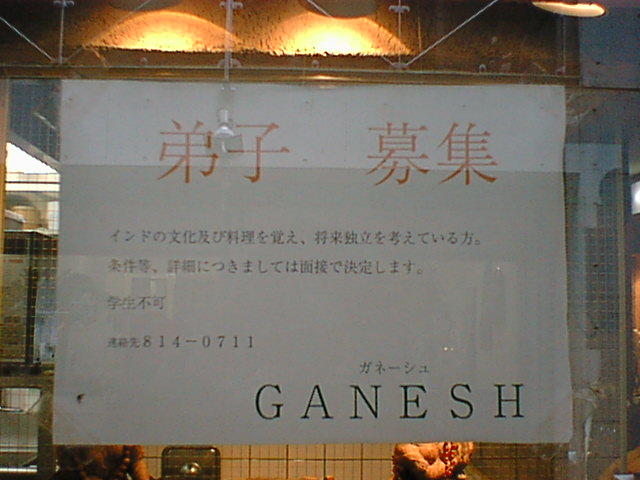 弟子 募集
インドの文化及び料理を覚え、将来独立を考えている方。
条件等、詳細につきましては面接で決定します。
学生不可
連絡先814-0711
ガネーシュ
GANESH